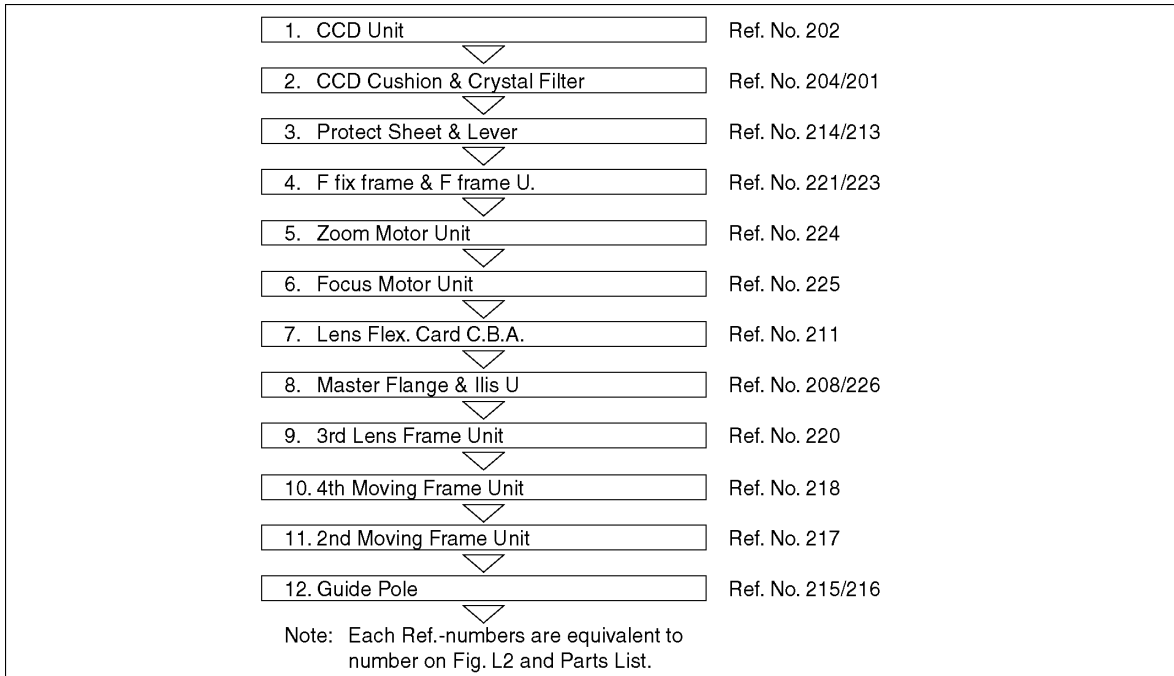 1. CCD Unit Ref. No. 202
2. CCD Cushion & Crystal Filter Ref. No. 204/201
3. Protect Sheet & Lever Ref. No. 214/213
4. F fix frame & F frame U. Ref. No. 221/223
5. Zoom Motor Unit Ref. No. 224
6. Focus Motor Unit Ref. No. 225
7. Lens Flex. Card C.B.A. Ref. No. 211
8. Master Flange & Ilis U Ref. No. 208/226
9. 3rd Lens Frame Unit Ref. No. 220
10. 4th Moving Frame Unit Ref. No. 218
11. 2nd Moving Frame Unit Ref. No. 217
12. Guide Pole Ref. No. 215/216
Note: Each Ref.-numbers are equivalent to
number on Fig. L2 and Parts List.